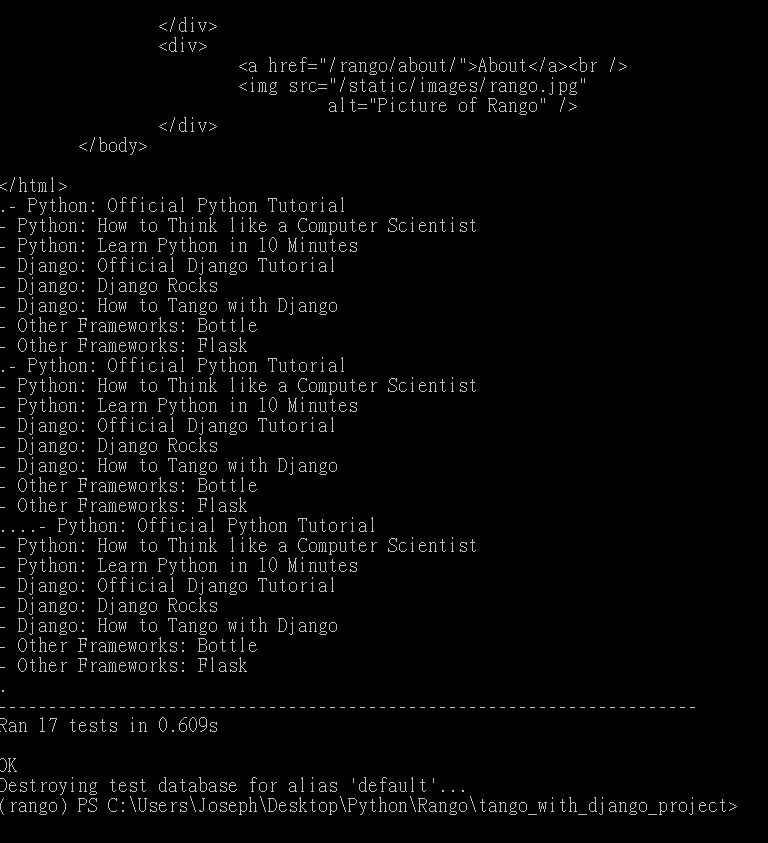 </div>
<div>
<a href="/rango/about/">About</a><br />
<img src="/static/images/rango.jpg"
alt="Picture of Rango" />
</div>
</body>
</html>
.- Python: Official Python Tutorial
- Python: How to Think like a Computer Scientist
- Python: Learn Python in 10 Minutes
- Django: Official Django Tutorial
- Django: Django Rocks
- Django: How to Tango with Django
- Other Frameworks: Bottle
- Other Frameworks: Flask
.- Python: Official Python Tutorial
- Python: How to Think like a Computer Scientist
- Python: Learn Python in 10 Minutes
- Django: Official Django Tutorial
- Django: Django Rocks
- Django: How to Tango with Django
- Other Frameworks: Bottle
- Other Frameworks: Flask
....- Python: Official Python Tutorial
- Python: How to Think like a Computer Scientist
- Python: Learn Python in 10 Minutes
- Django: Official Django Tutorial
- Django: Django Rocks
- Django: How to Tango with Django
- Other Frameworks: Bottle
- Other Frameworks: Flask
.
----------------------------------------------------------------------
Ran 17 tests in 0.609s
OK
Destroying test database for alias 'default'...
(rango) PS C:\Users\Joseph\Desktop\Python\Rango\tango_with_django_project>